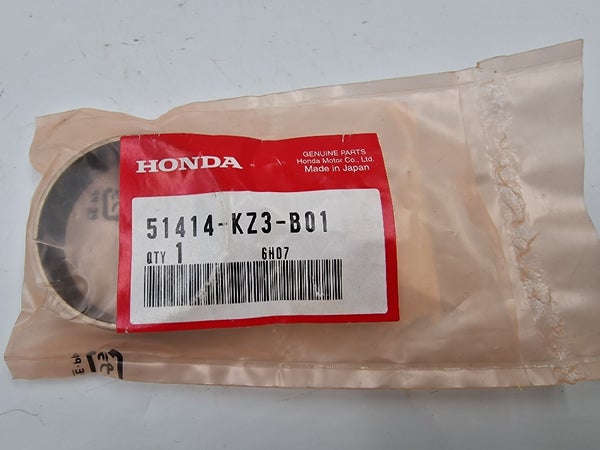 HONDA
GENUINE PARTS
Honda Motor Co., Ltd.
Made in Japan
51414-KZ3-B01
QTY 1 6H07